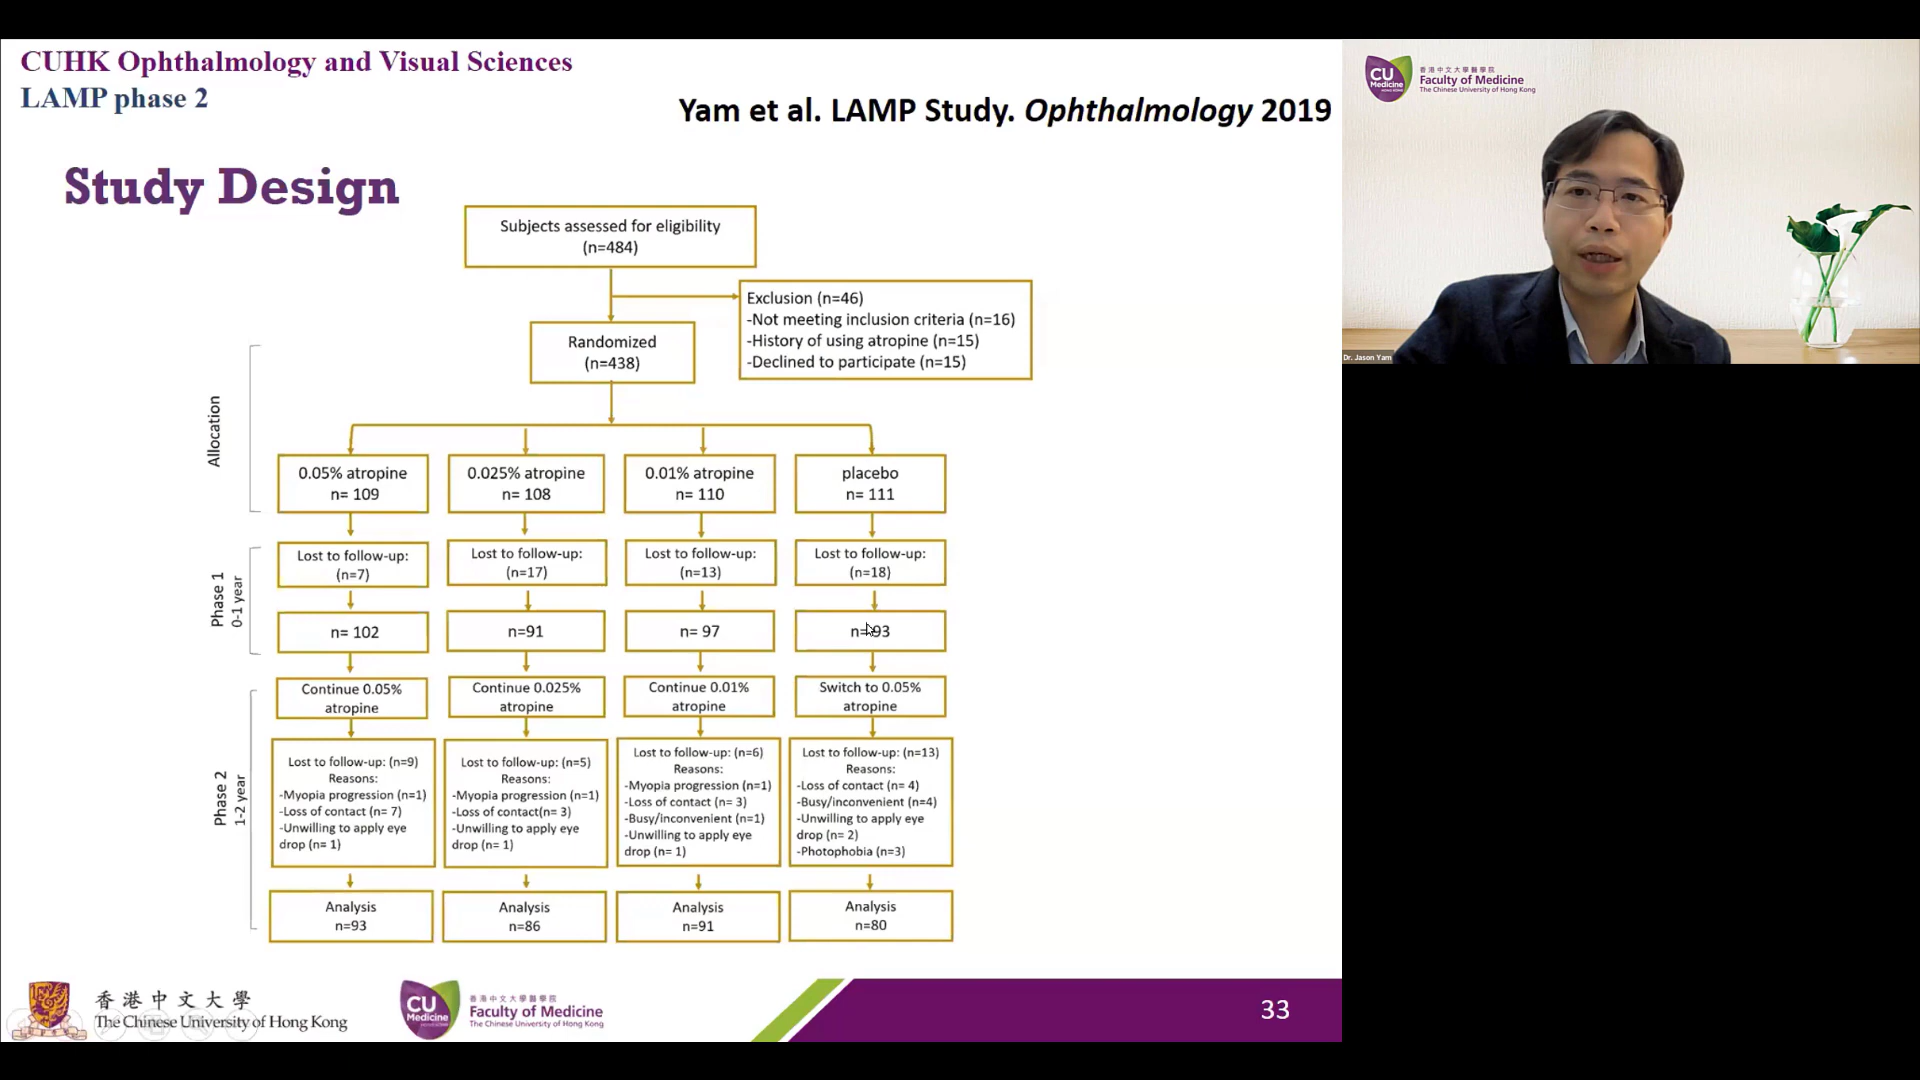 CUHK Ophthalmology and Visual Sciences
LAMP phase 2
Yam et al. LAMP Study. Ophthalmology 2019
Study Design
Subjects assessed for eligibility
(n=484)
Exclusion (n=46)
-Not meeting inclusion criteria (n=16)
-History of using atropine (n=15)
-Declined to participate (n=15)
Randomized
(n=438)
Allocation
0.05% atropine
n= 109
0.025% atropine
n= 108
0.01% atropine
n= 110
placebo
n= 111
Phase 1
0-1 year
Lost to follow-up:
(n=7)
Lost to follow-up:
(n=17)
Lost to follow-up:
(n=13)
Lost to follow-up:
(n=18)
n= 102
n=91
n= 97
n= 93
Phase 2
1-2 year
Continue 0.05%
atropine
Continue 0.025%
atropine
Continue 0.01%
atropine
Switch to 0.05%
atropine
Lost to follow-up: (n=9)
Reasons:
-Myopia progression (n=1)
-Loss of contact (n= 7)
-Unwilling to apply eye
drop (n= 1)
Lost to follow-up: (n=5)
Reasons:
-Myopia progression (n=1)
-Loss of contact(n= 3)
-Unwilling to apply eye
drop (n= 1)
Lost to follow-up: (n=6)
Reasons:
-Myopia progression (n=1)
-Loss of contact (n= 3)
-Busy/inconvenient (n=1)
-Unwilling to apply eye
drop (n= 1)
Lost to follow-up: (n=13)
Reasons:
-Loss of contact (n= 4)
-Busy/inconvenient (n=4)
-Unwilling to apply eye
drop (n= 2)
-Photophobia (n=3)
Analysis
n=93
Analysis
n=86
Analysis
n=91
Analysis
n=80
香港中文大學
The Chinese University of Hong Kong
CU
Medicine
HONG KONG
香港中文大學醫學院
Faculty of Medicine
The Chinese University of Hong Kong
33
CU
Medicine
HONG KONG
香港中文大學醫學院
Faculty of Medicine
The Chinese University of Hong Kong
Dr. Jason Yam